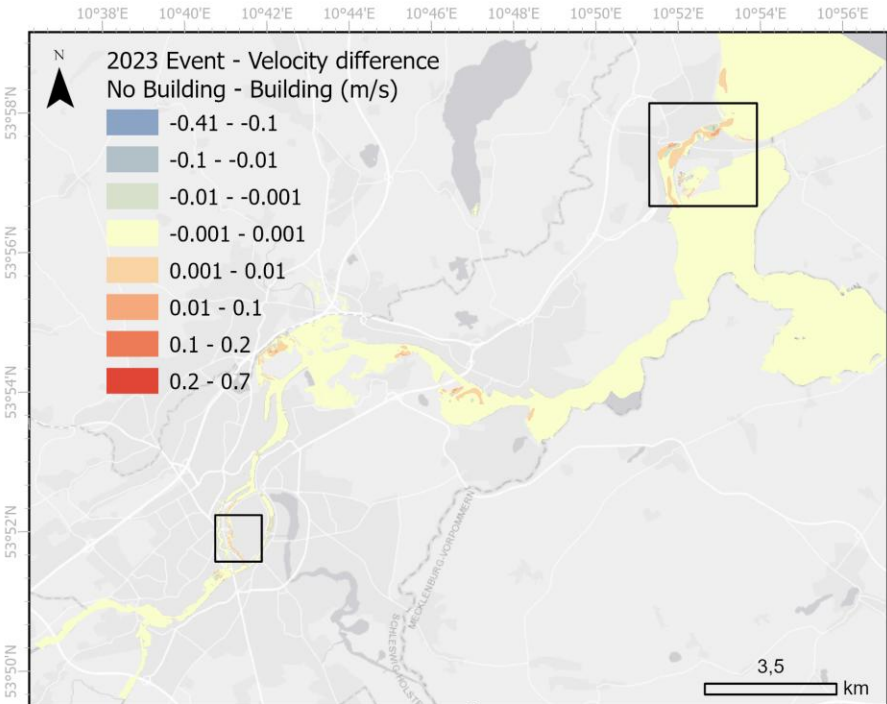 10°38'E 10°40'E 10°42'E 10°44'E 10°46'E 10°48'E 10°50'E 10°52'E 10°54'E 10°56'E
N
2023 Event - Velocity difference
No Building - Building (m/s)
-0.41 - -0.1
-0.1 - -0.01
-0.01 - -0.001
-0.001 - 0.001
0.001 - 0.01
0.01 - 0.1
0.1 - 0.2
0.2 - 0.7
53°58'N
53°56'N
53°54'N
53°52'N
53°50'N
MECKLENBURG-VORPOMMERN
3,5
km